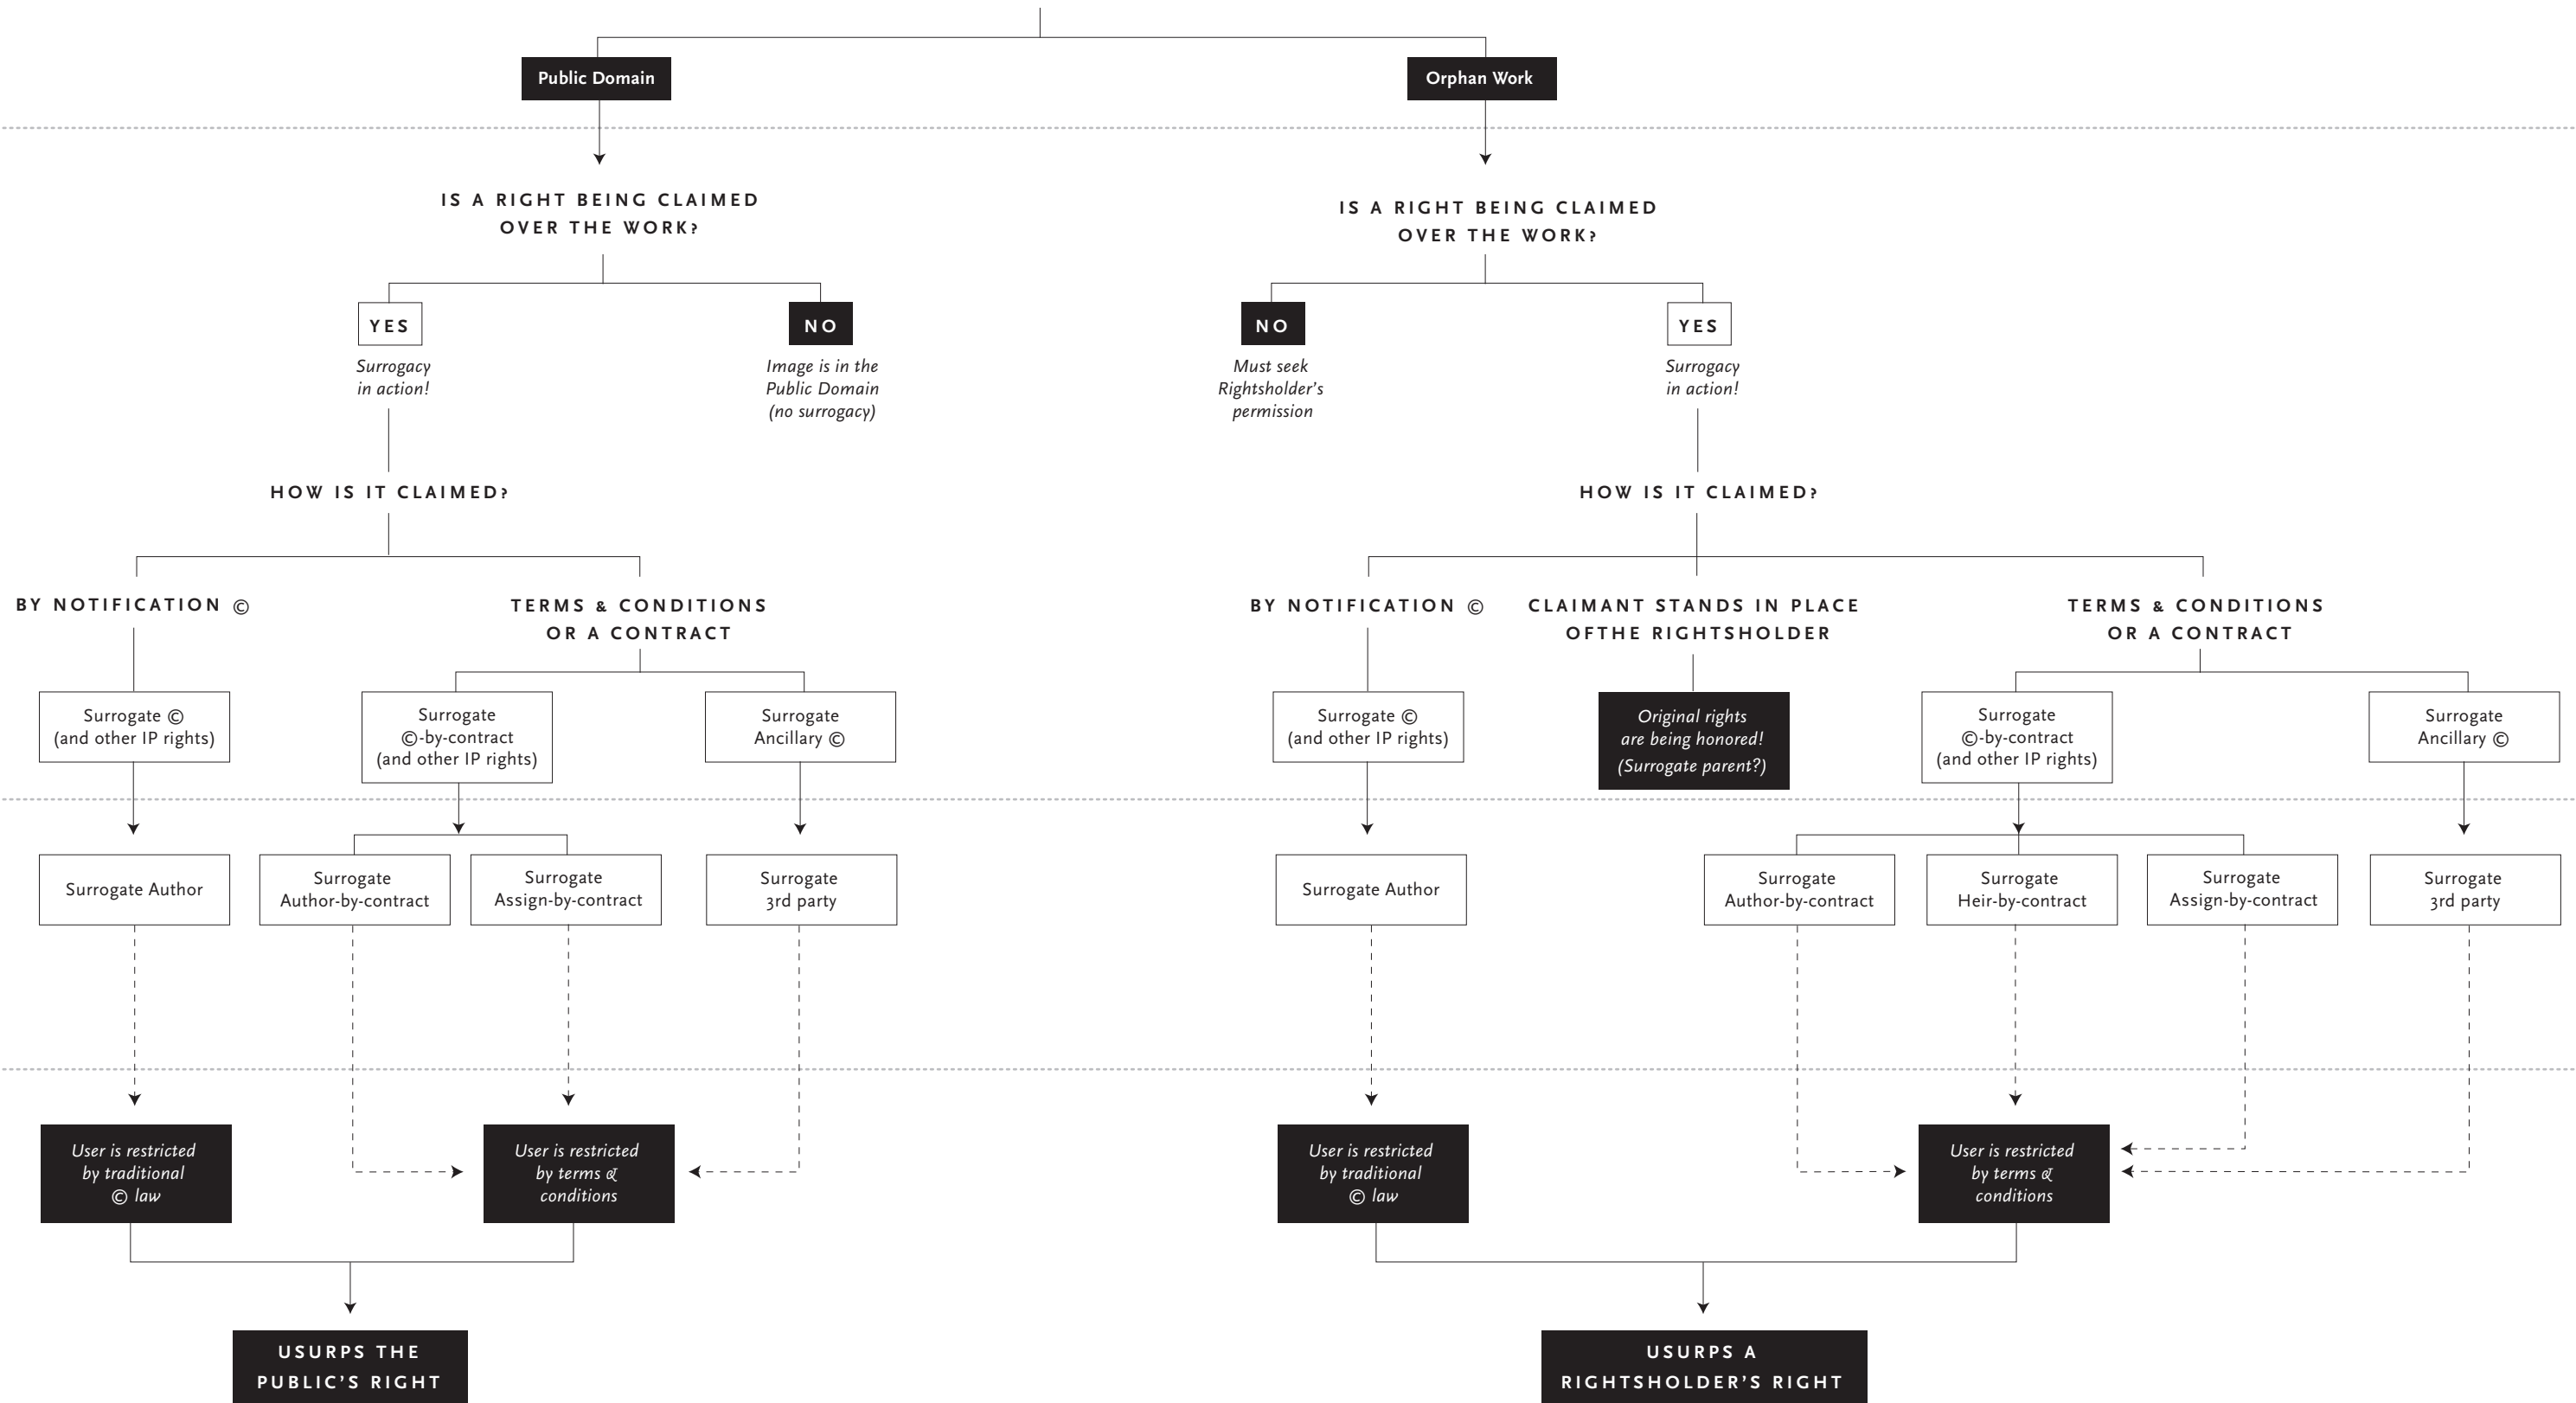 Public Domain
Orphan Work
IS A RIGHT BEING CLAIMED
OVER THE WORK?
IS A RIGHT BEING CLAIMED
OVER THE WORK?
YES
NO
NO
YES
Surrogacy
in action!
Image is in the
Public Domain
(no surrogacy)
Must seek
Rightsholder's
permission
Surrogacy
in action!
HOW IS IT CLAIMED?
HOW IS IT CLAIMED?
BY NOTIFICATION ©
TERMS & CONDITIONS
OR A CONTRACT
BY NOTIFICATION ©
CLAIMANT STANDS IN PLACE
OFTHE RIGHTSHOLDER
TERMS & CONDITIONS
OR A CONTRACT
Surrogate ©
(and other IP rights)
Surrogate
©-by-contract
(and other IP rights)
Surrogate
Ancillary ©
Surrogate ©
(and other IP rights)
Original rights
are being honored!
(Surrogate parent?)
Surrogate
©-by-contract
(and other IP rights)
Surrogate
Ancillary ©
Surrogate Author
Surrogate
Author-by-contract
Surrogate
Assign-by-contract
Surrogate
3rd party
Surrogate Author
Surrogate
Author-by-contract
Surrogate
Heir-by-contract
Surrogate
Assign-by-contract
Surrogate
3rd party
User is restricted
by traditional
© law
User is restricted
by terms &
conditions
User is restricted
by traditional
© law
User is restricted
by terms &
conditions
USURPS THE
PUBLIC'S RIGHT
USURPS A
RIGHTSHOLDER'S RIGHT